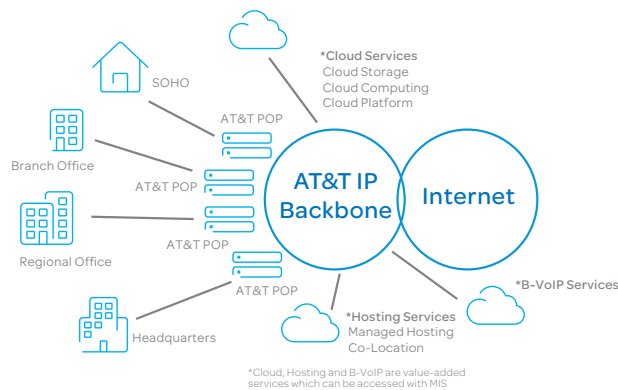 *Cloud Services
Cloud Storage
Cloud Computing
Cloud Platform
SOHO
AT&T POP
Branch Office
AT&T POP
AT&T IP
Backbone
Internet
AT&T POP
Regional Office
AT&T POP
*B-VoIP Services
*Hosting Services
Managed Hosting
Co-Location
Headquarters
*Cloud, Hosting and B-VoIP are value-added
services which can be accessed with MIS